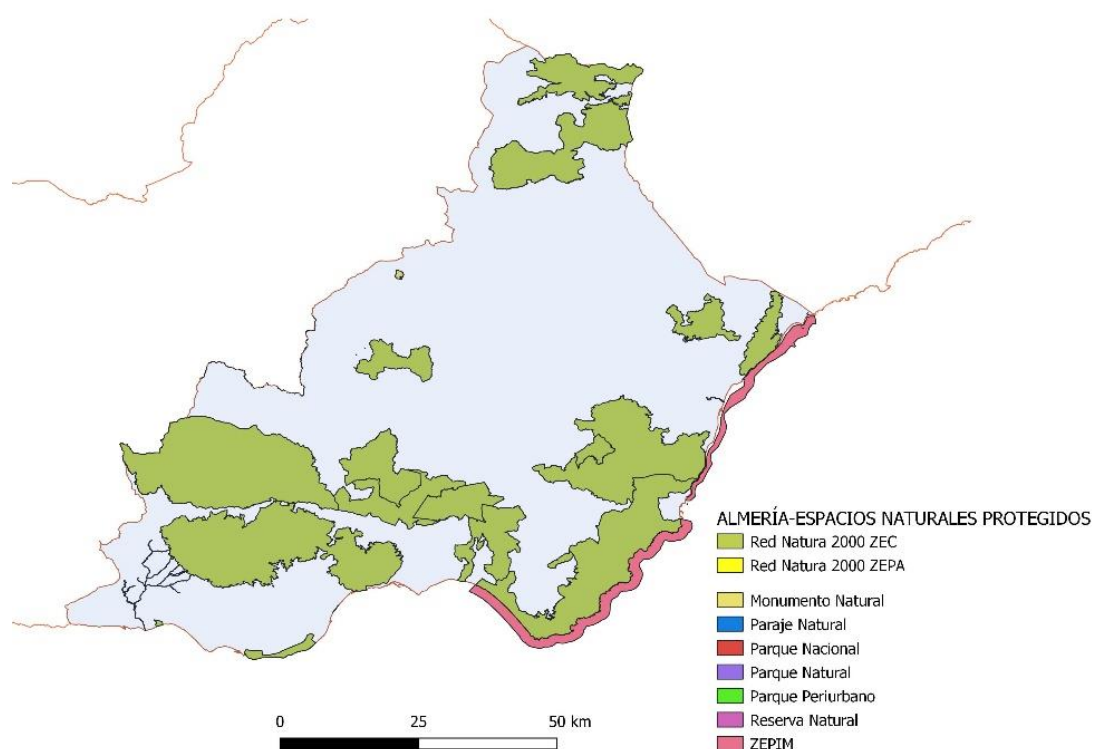 ALMERÍA-ESPACIOS NATURALES PROTEGIDOS
Red Natura 2000 ZEC
Red Natura 2000 ZEPA
Monumento Natural
Paraje Natural
Parque Nacional
Parque Natural
Parque Periurbano
Reserva Natural
ZEPIM
0 25 50 km